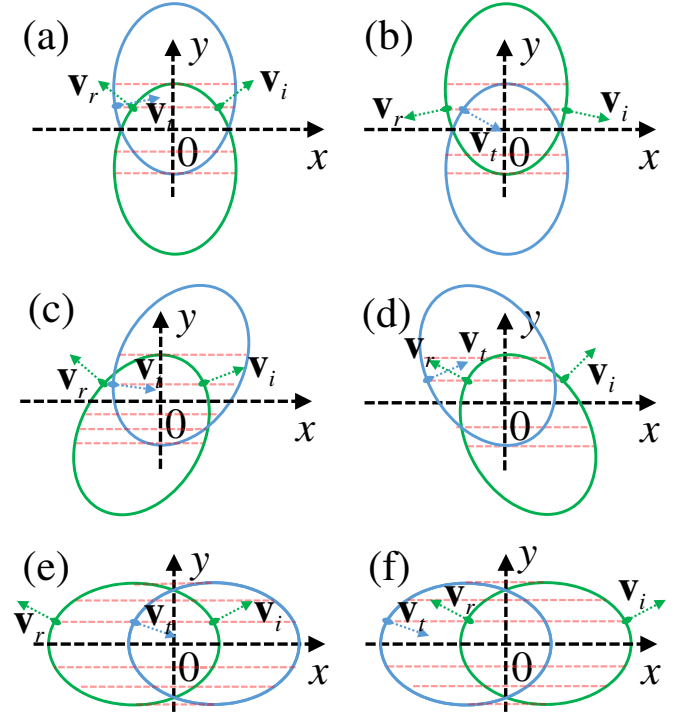 (a) y (b) y
v_r v_i v_t 0 x
v_r v_i v_t 0 x
(c) y (d) y
v_r v_t v_i 0 x
v_r v_t v_i 0 x
(e) y (f) y
v_r v_t v_i 0 x
v_t v_r v_i 0 x